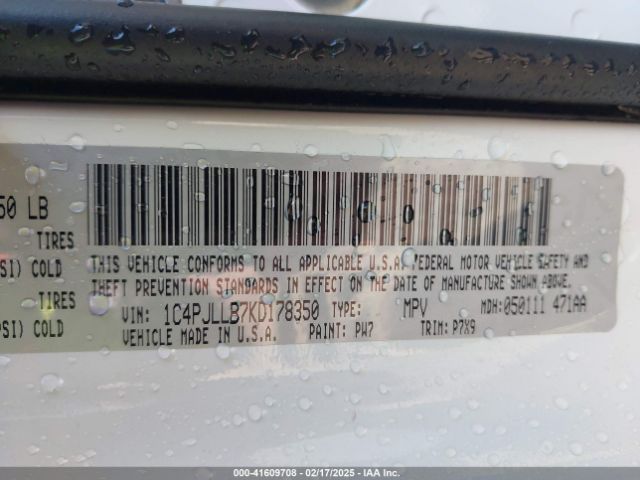 50 LB
TIRES
SI) COLD
TIRES
PSI) COLD
THIS VEHICLE CONFORMS TO ALL APPLICABLE U.S.A. FEDERAL MOTOR VEHICLE SAFETY AND
THEFT PREVENTION STANDARDS IN EFFECT ON THE DATE OF MANUFACTURE SHOWN ABOVE.
VIN: 1C4PJLLB7KD178350 TYPE: MPV MDH:050111 471AA
VEHICLE MADE IN U.S.A. PAINT: PW7 TRIM: P7X9
000-41609708 - 02/17/2025 - IAA Inc.